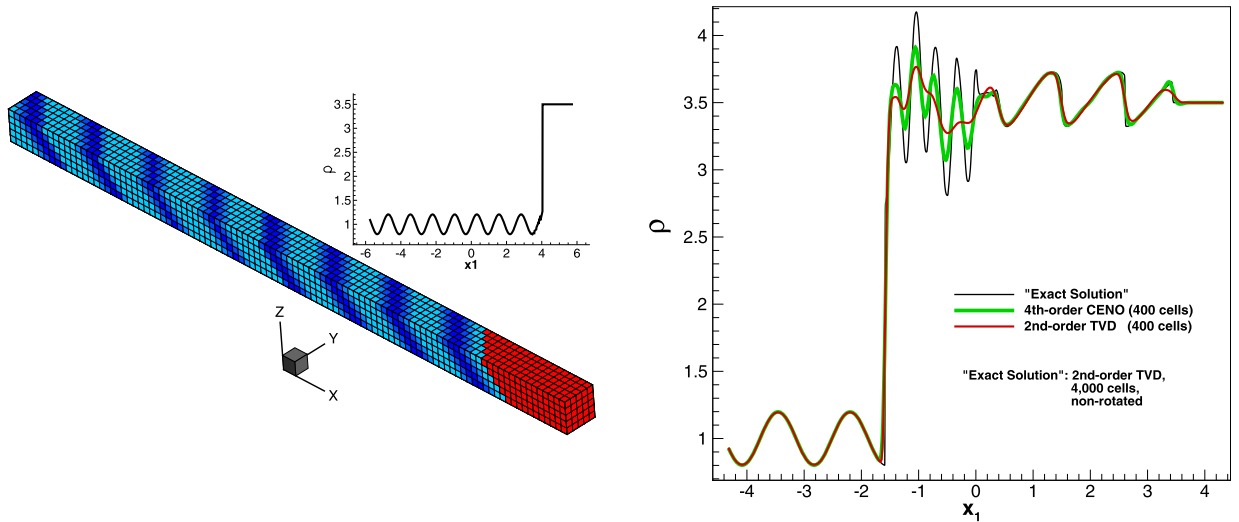 3.5
3
2.5
2
1.5
1
ρ
-6
-4
-2
0
2
4
6
x1
Z
Y
X
4
3.5
3
2.5
2
1.5
1
ρ
"Exact Solution"
4th-order CENO (400 cells)
2nd-order TVD (400 cells)
"Exact Solution": 2nd-order TVD,
4,000 cells,
non-rotated
-4
-3
-2
-1
0
1
2
3
4
x1